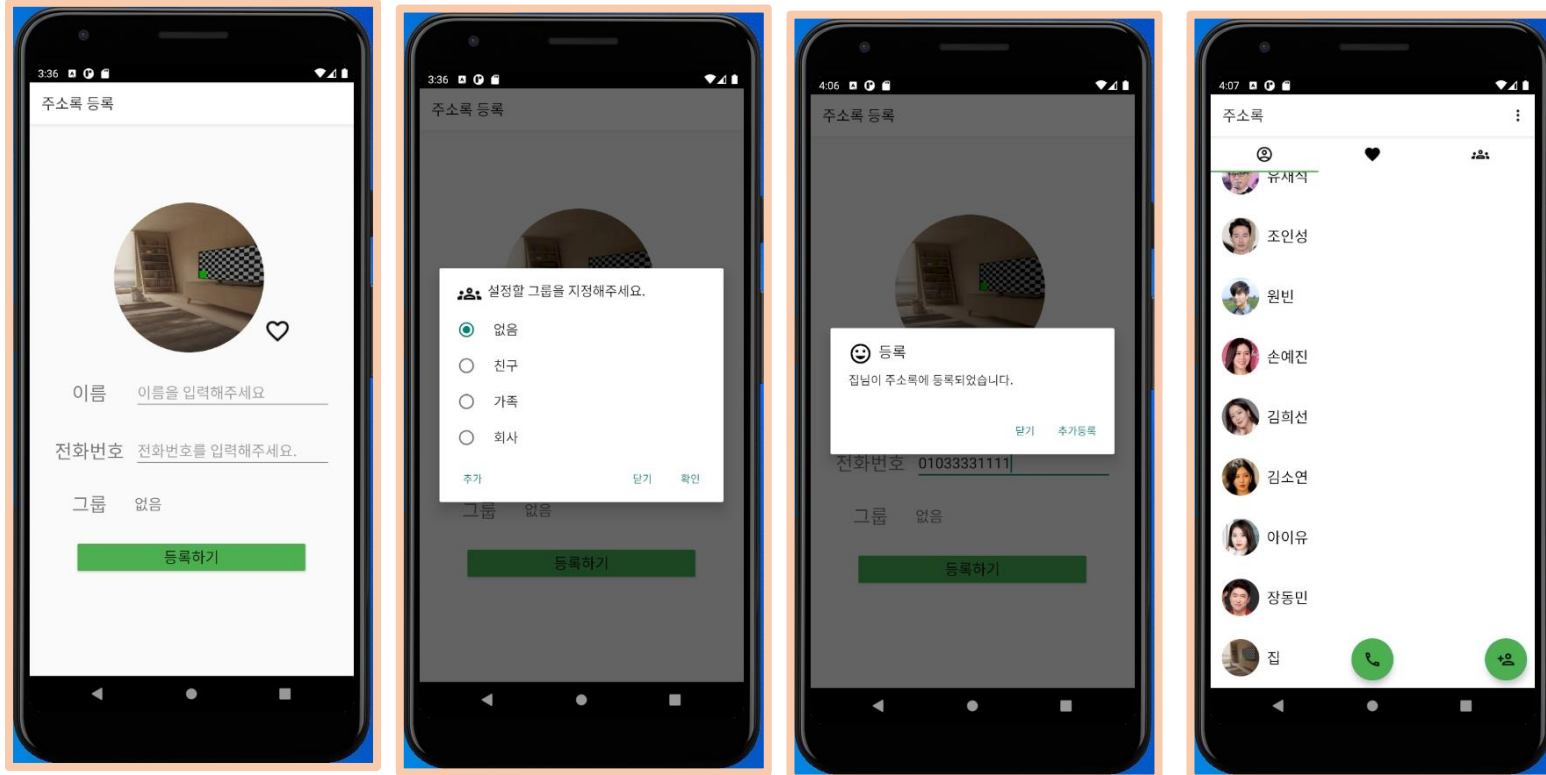 3:36
주소록 등록
이름 이름을 입력해주세요
전화번호 전화번호를 입력해주세요.
그룹 없음
등록하기
3:36
주소록 등록
설정할 그룹을 지정해주세요.
없음
친구
가족
회사
추가 닫기 확인
그룹 없음
등록하기
4:06
주소록 등록
등록
집님이 주소록에 등록되었습니다.
닫기 추가등록
전화번호 01033331111
그룹 없음
등록하기
4:07
주소록
유재석
조인성
원빈
손예진
김희선
김소연
아이유
장동민
집